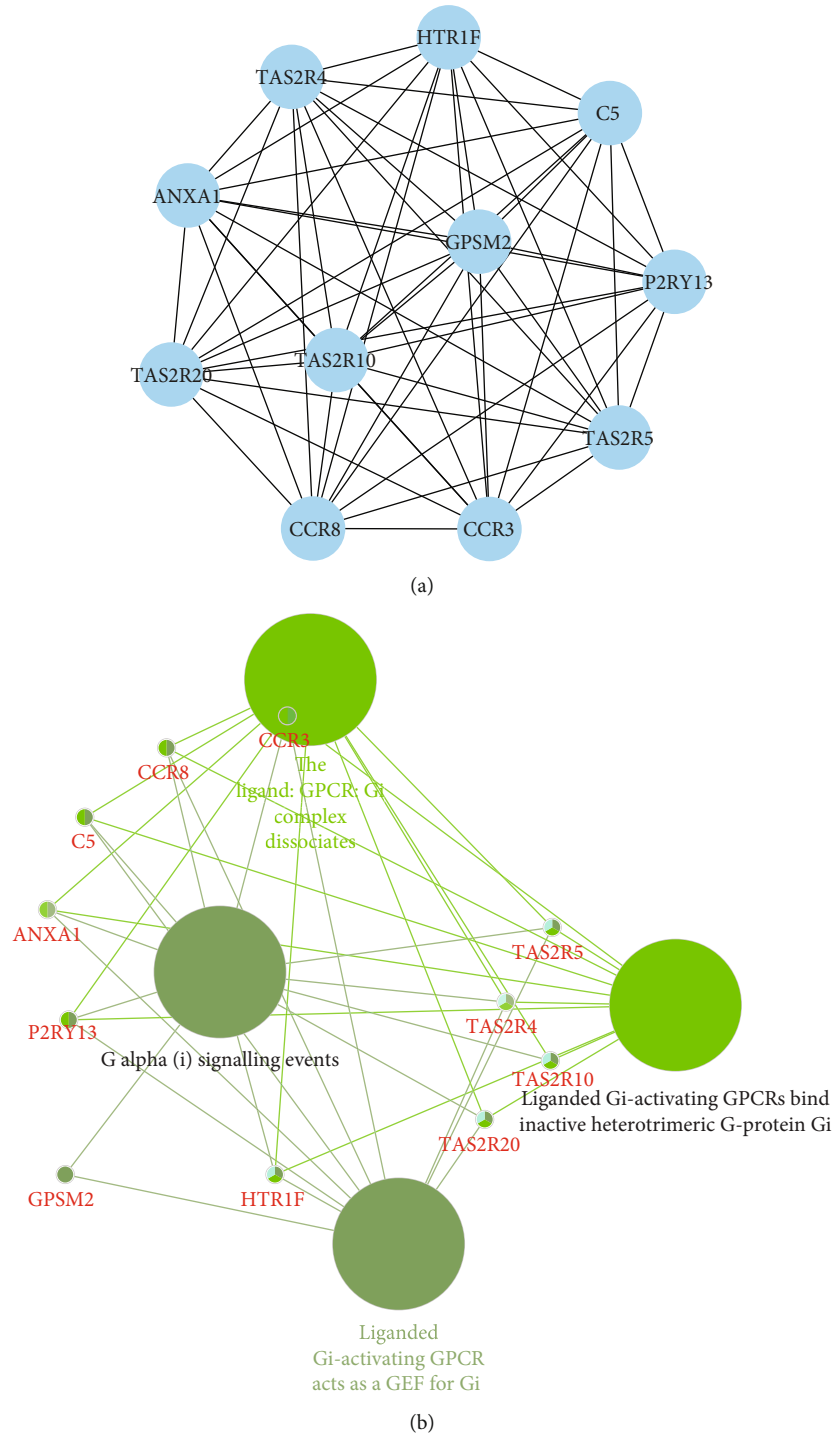 HTR1F
TAS2R4
C5
ANXA1
GPSM2
P2RY13
TAS2R10
TAS2R20
TAS2R5
CCR8
CCR3
(a)
CCR3
CCR8
The
ligand: GPCR: Gi
complex
dissociates
C5
ANXA1
TAS2R5
P2RY13
TAS2R4
G alpha (i) signalling events
TAS2R10
Liganded Gi-activating GPCRs bind
inactive heterotrimeric G-protein Gi
TAS2R20
GPSM2
HTR1F
Liganded
Gi-activating GPCR
acts as a GEF for Gi
(b)